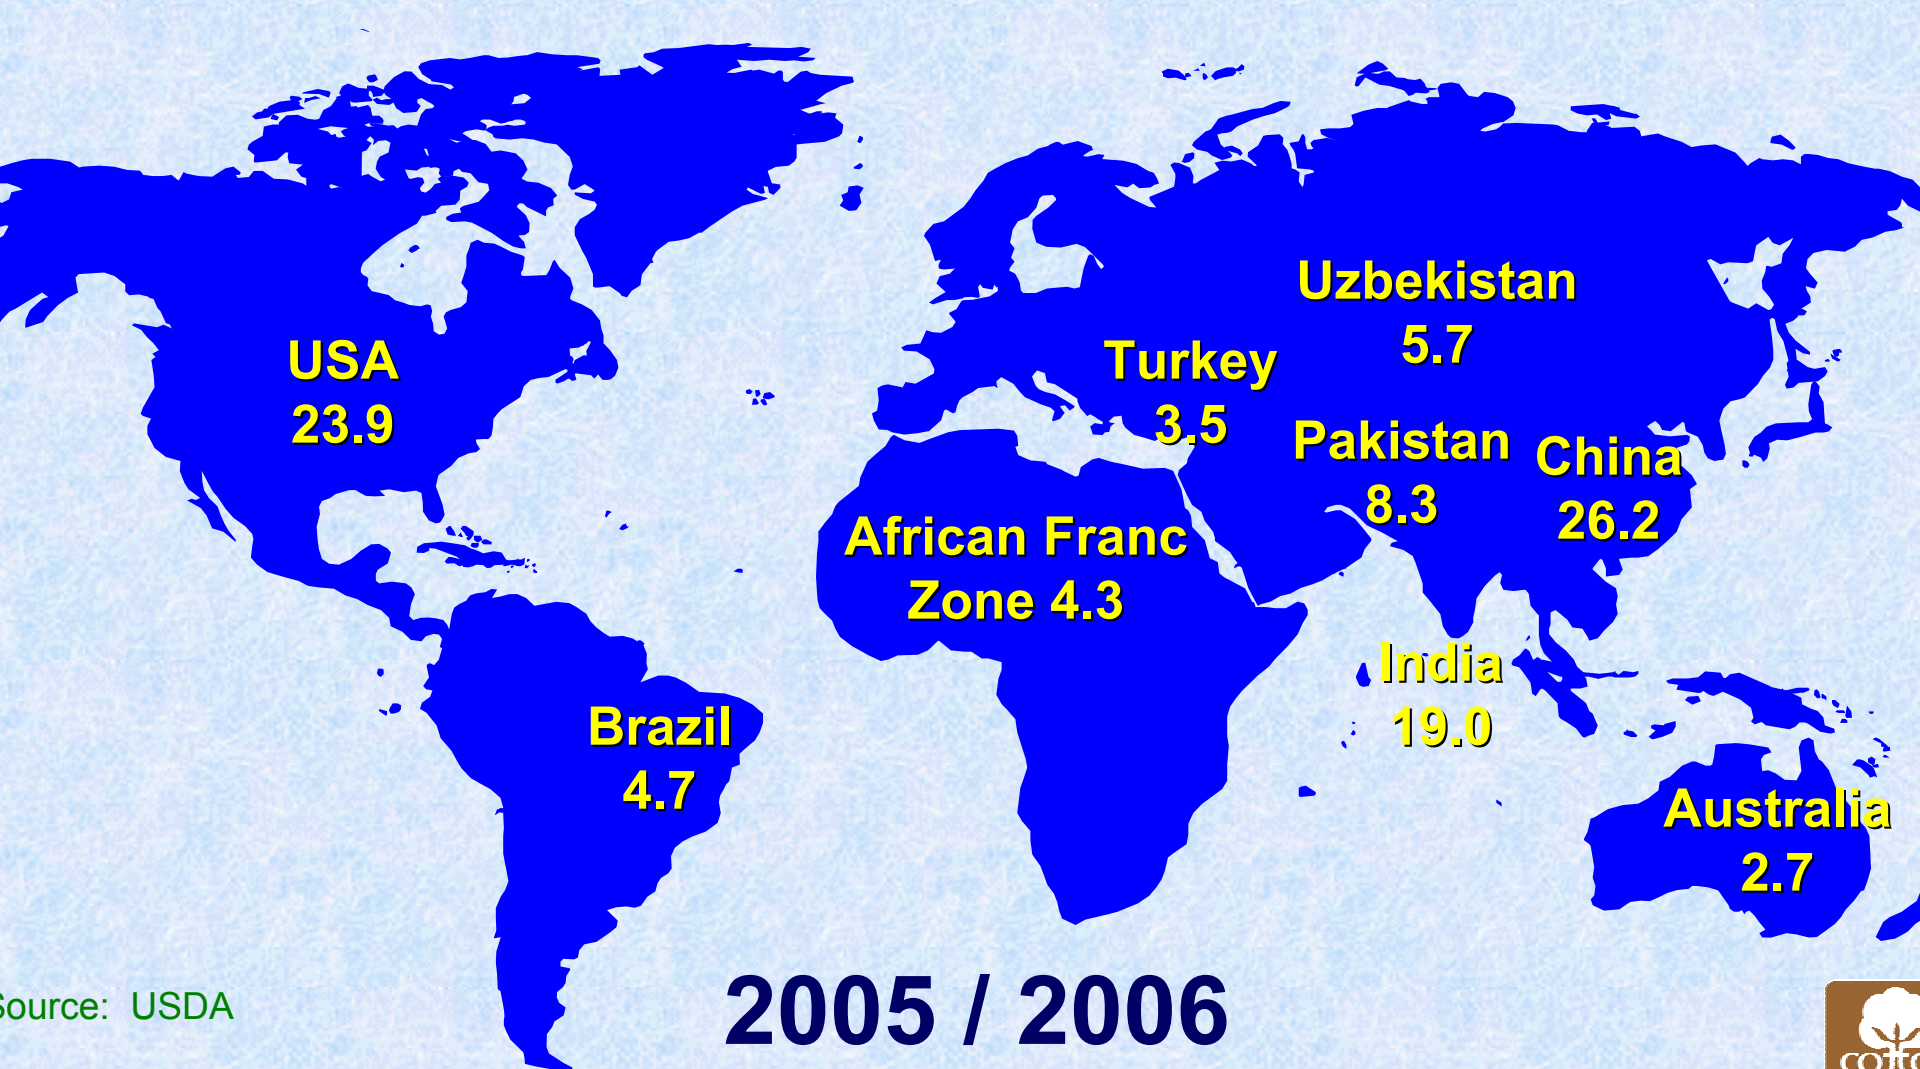 Uzbekistan
5.7
USA
23.9
Turkey
3.5
Pakistan
8.3
China
26.2
African Franc
Zone 4.3
India
19.0
Brazil
4.7
Australia
2.7
Source: USDA
2005 / 2006